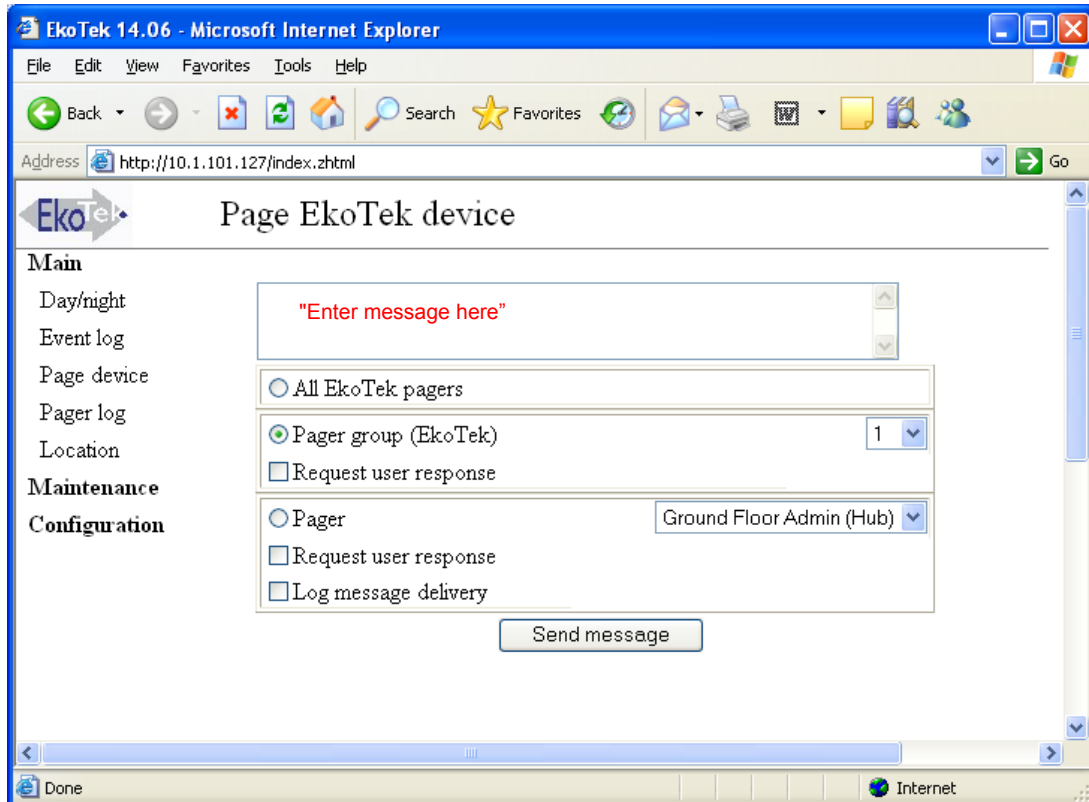 EkoTek 14.06 - Microsoft Internet Explorer
File Edit View Favorites Tools Help
Back Search Favorites W
Address http://10.1.101.127/index.zhtml Go
EkoTek Page EkoTek device
Main
Day/night
Event log
Page device
Pager log
Location
Maintenance
Configuration
"Enter message here”
All EkoTek pagers
Pager group (EkoTek) 1
Request user response
Pager Ground Floor Admin (Hub)
Request user response
Log message delivery
Send message
Done Internet